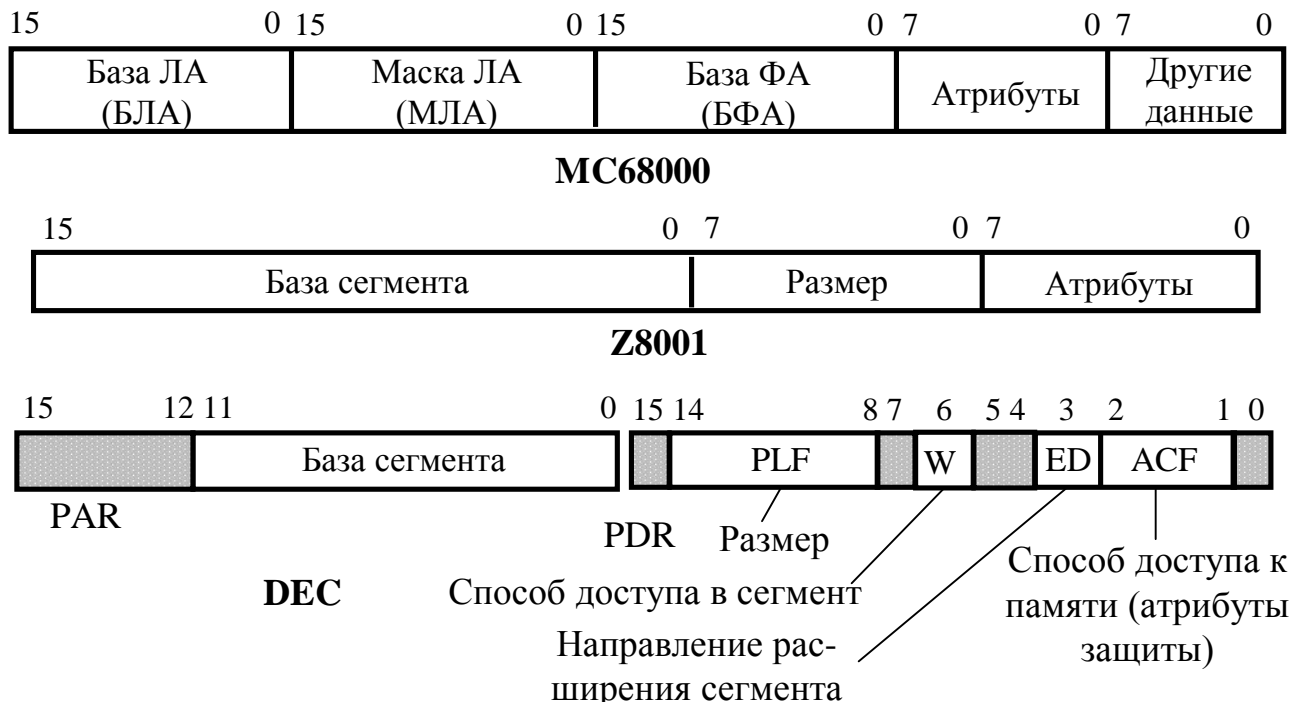 15 0 15 0 15 0 7 0 7 0
База ЛА Маска ЛА База ФА Атрибуты Другие
(БЛА) (МЛА) (БФА) данные
MC68000
15 0 7 0 7 0
База сегмента Размер Атрибуты
Z8001
15 12 11 0 15 14 8 7 6 5 4 3 2 1 0
База сегмента PLF W ED ACF
PAR PDR Размер
DEC Способ доступа в сегмент
Способ доступа к
памяти (атрибуты
защиты)
Направление рас-
ширения сегмента